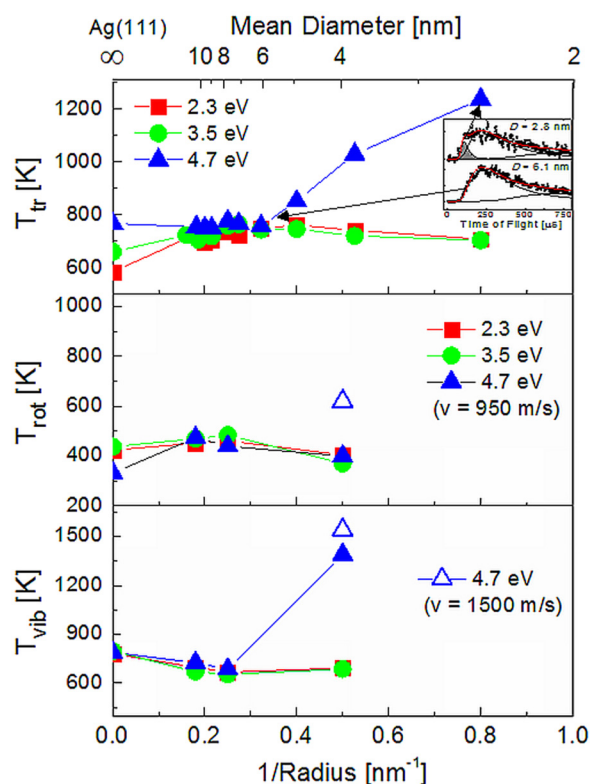 Ag(111)
Mean Diameter [nm]
∞
10
8
6
4
2
1200
1000
800
600
T_tr [K]
2.3 eV
3.5 eV
4.7 eV
D = 2.8 nm
D = 6.1 nm
0
250
500
750
Time of Flight [µs]
1000
800
600
400
200
T_rot [K]
2.3 eV
3.5 eV
4.7 eV
(v = 950 m/s)
1500
1200
900
600
T_vib [K]
4.7 eV
(v = 1500 m/s)
0.0
0.2
0.4
0.6
0.8
1.0
1/Radius [nm⁻¹]